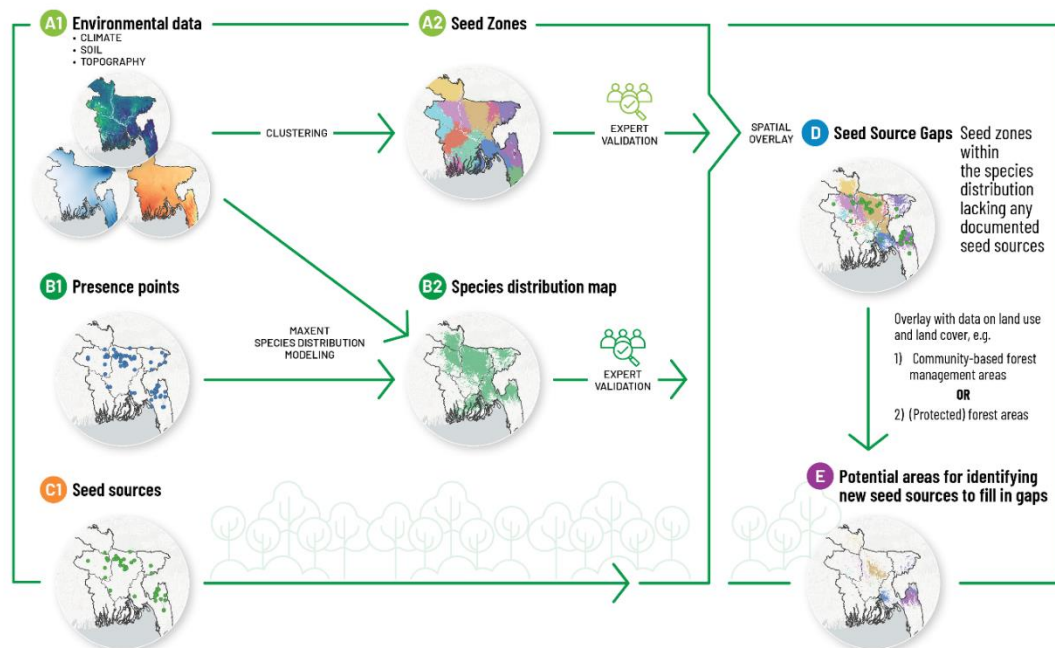 A1 Environmental data
• CLIMATE
• SOIL
• TOPOGRAPHY
CLUSTERING
A2 Seed Zones
EXPERT
VALIDATION
SPATIAL
OVERLAY
D Seed Source Gaps
Seed zones
within
the species
distribution
lacking any
documented
seed sources
B1 Presence points
MAXENT
SPECIES DISTRIBUTION
MODELING
B2 Species distribution map
EXPERT
VALIDATION
Overlay with data on land use
and land cover, e.g.
1) Community-based forest
management areas
OR
2) (Protected) forest areas
C1 Seed sources
E Potential areas for identifying
new seed sources to fill in gaps